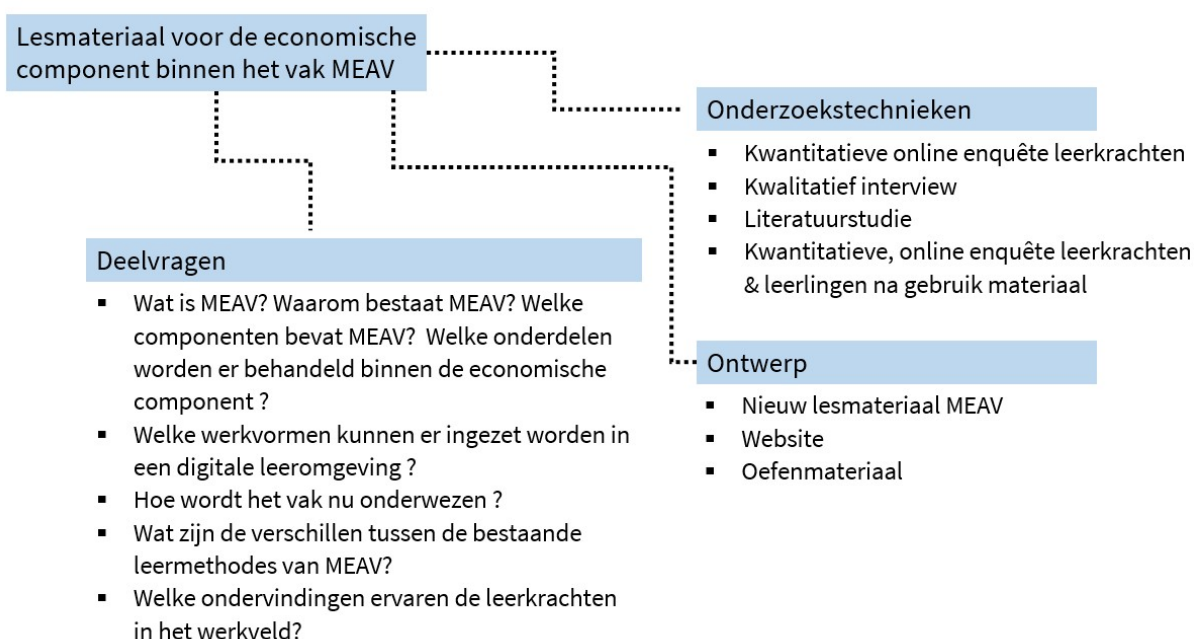 Lesmateriaal voor de economische
component binnen het vak MEAV
Onderzoekstechnieken
▪ Kwantitatieve online enquête leerkrachten
▪ Kwalitatief interview
▪ Literatuurstudie
▪ Kwantitatieve, online enquête leerkrachten
& leerlingen na gebruik materiaal
Deelvragen
▪ Wat is MEAV? Waarom bestaat MEAV? Welke
componenten bevat MEAV?  Welke onderdelen
worden er behandeld binnen de economische
component ?
▪ Welke werkvormen kunnen er ingezet worden in
een digitale leeromgeving ?
▪ Hoe wordt het vak nu onderwezen ?
▪ Wat zijn de verschillen tussen de bestaande
leermethodes van MEAV?
▪ Welke ondervindingen ervaren de leerkrachten
in het werkveld?
Ontwerp
▪ Nieuw lesmateriaal MEAV
▪ Website
▪ Oefenmateriaal